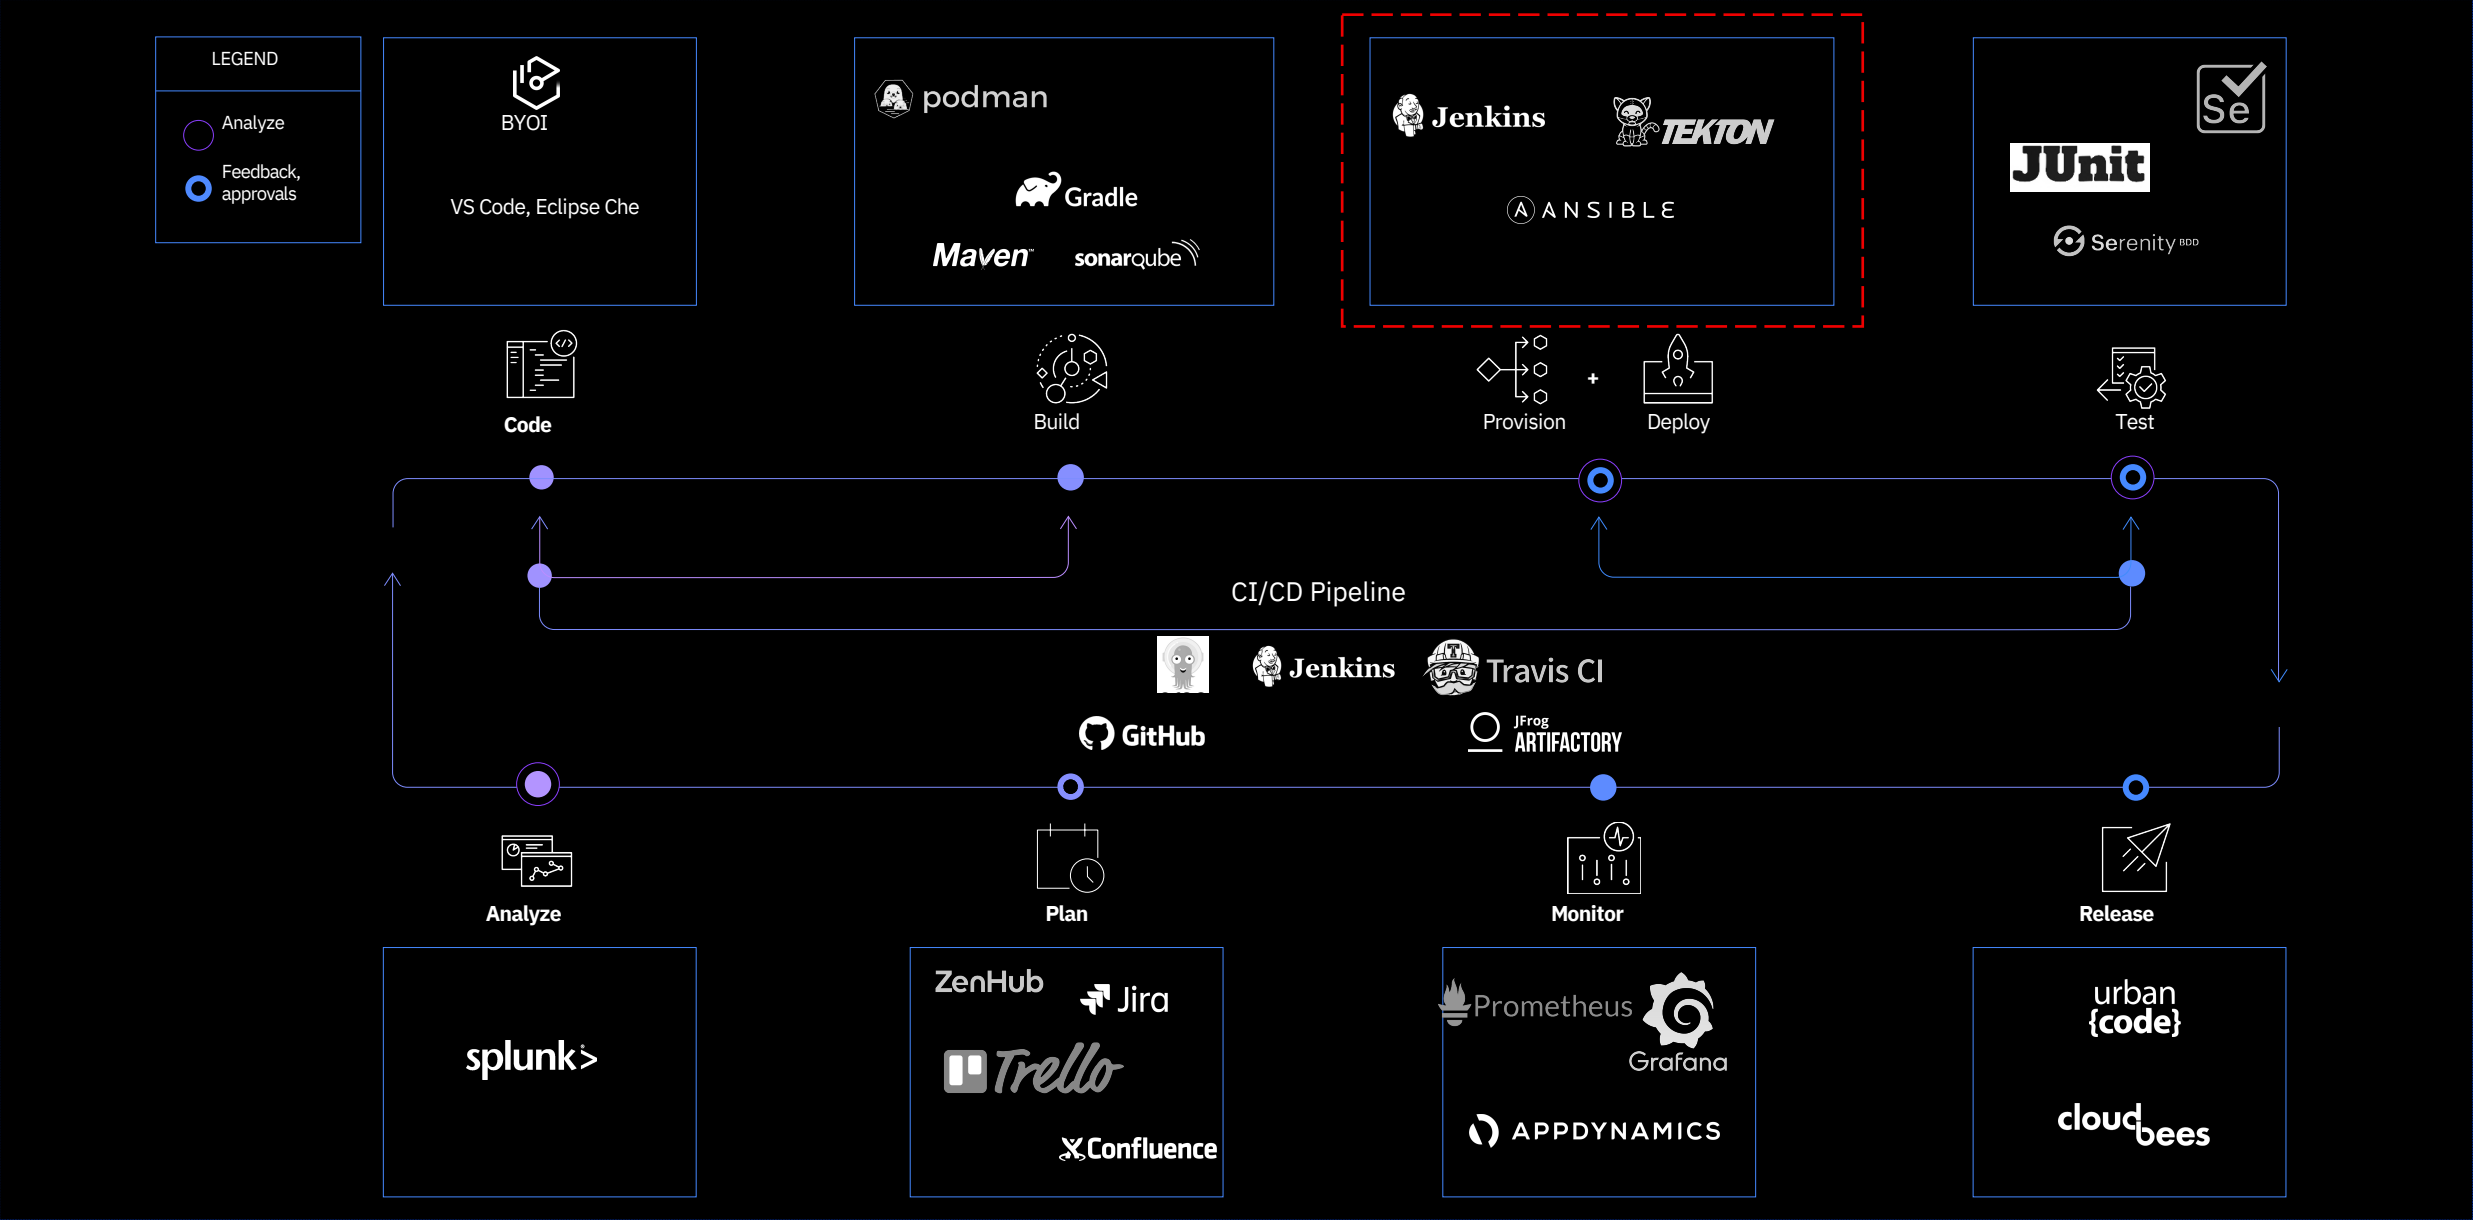 LEGEND
Analyze
Feedback,
approvals
BYOI
VS Code, Eclipse Che
podman
Gradle
Maven™
sonarqube
Jenkins
TEKTON
A ANSIBLE
Se
JUnit
Serenity BDD
Code
Build
Provision
+
Deploy
Test
CI/CD Pipeline
Jenkins
Travis CI
GitHub
JFrog
ARTIFACTORY
Analyze
Plan
Monitor
Release
splunk>
ZenHub
Jira
Trello
Confluence
Prometheus
Grafana
APPDYNAMICS
urban
{code}
cloudbees